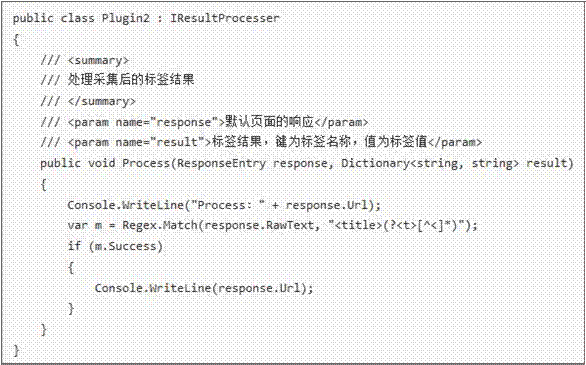 public class Plugin2 : IResultProcesser
{
    /// <summary>
    /// 处理采集后的标签结果
    /// </summary>
    /// <param name="response">默认页面的响应</param>
    /// <param name="result">标签结果，键为标签名称，值为标签值</param>
    public void Process(ResponseEntry response, Dictionary<string, string> result)
    {
        Console.WriteLine("Process：" + response.Url);
        var m = Regex.Match(response.RawText, "<title>(?<t>[^<]*)");
        if (m.Success)
        {
            Console.WriteLine(response.Url);
        }
    }
}